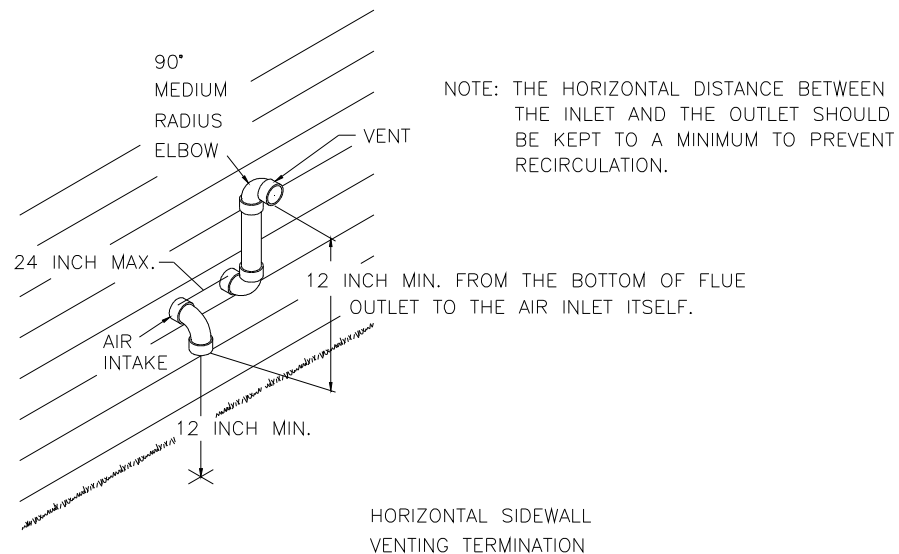 90°
MEDIUM
RADIUS
ELBOW
VENT
NOTE: THE HORIZONTAL DISTANCE BETWEEN
THE INLET AND THE OUTLET SHOULD
BE KEPT TO A MINIMUM TO PREVENT
RECIRCULATION.
24 INCH MAX.
12 INCH MIN. FROM THE BOTTOM OF FLUE
OUTLET TO THE AIR INLET ITSELF.
AIR
INTAKE
12 INCH MIN.
HORIZONTAL SIDEWALL
VENTING TERMINATION